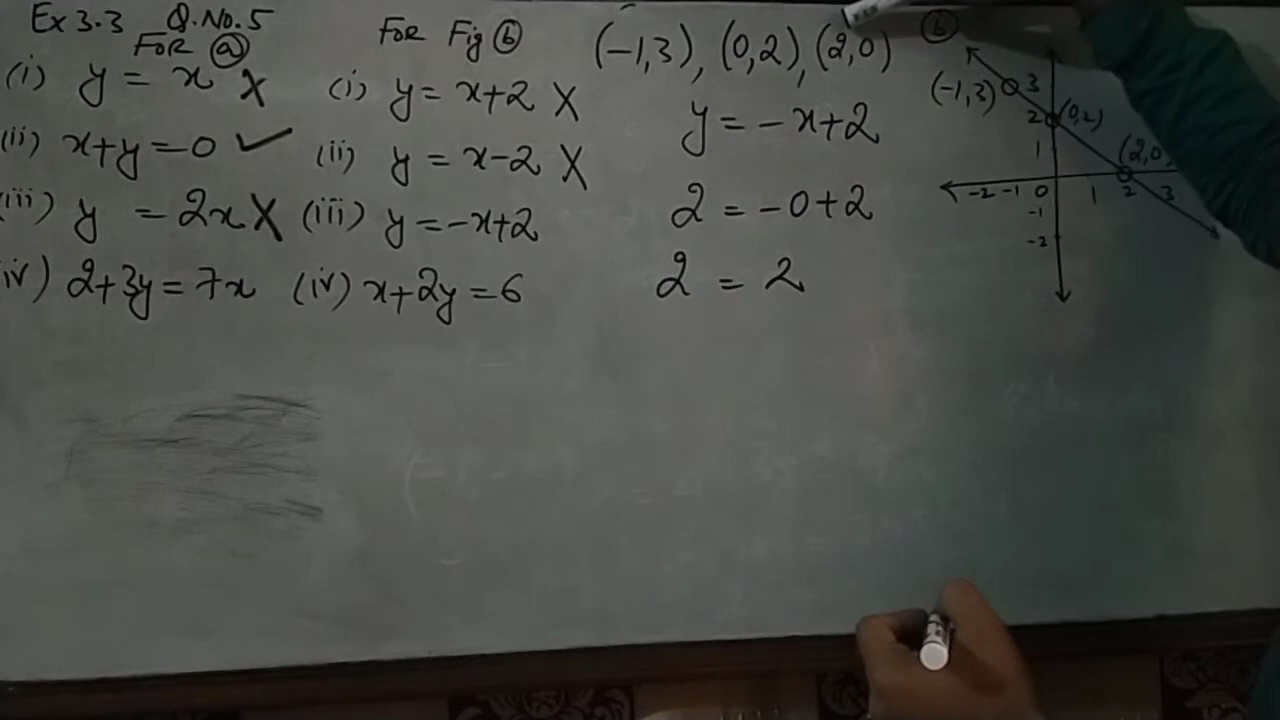 Ex 3.3 Q.No.5
FOR ⓐ
(i) y = x X
(ii) x+y=0 ✓
(iii) y = 2x X
(iv) 2+3y=7x
FOR Fig ⓑ
(i) y=x+2 X
(ii) y=x-2 X
(iii) y=-x+2
(iv) x+2y=6
(-1,3), (0,2), (2,0)
y=-x+2
2=-0+2
2=2
ⓑ
(-1,3) 3
2 (0,2)
1 (2,0
-2 -1 0 1 2 3
-1
-2